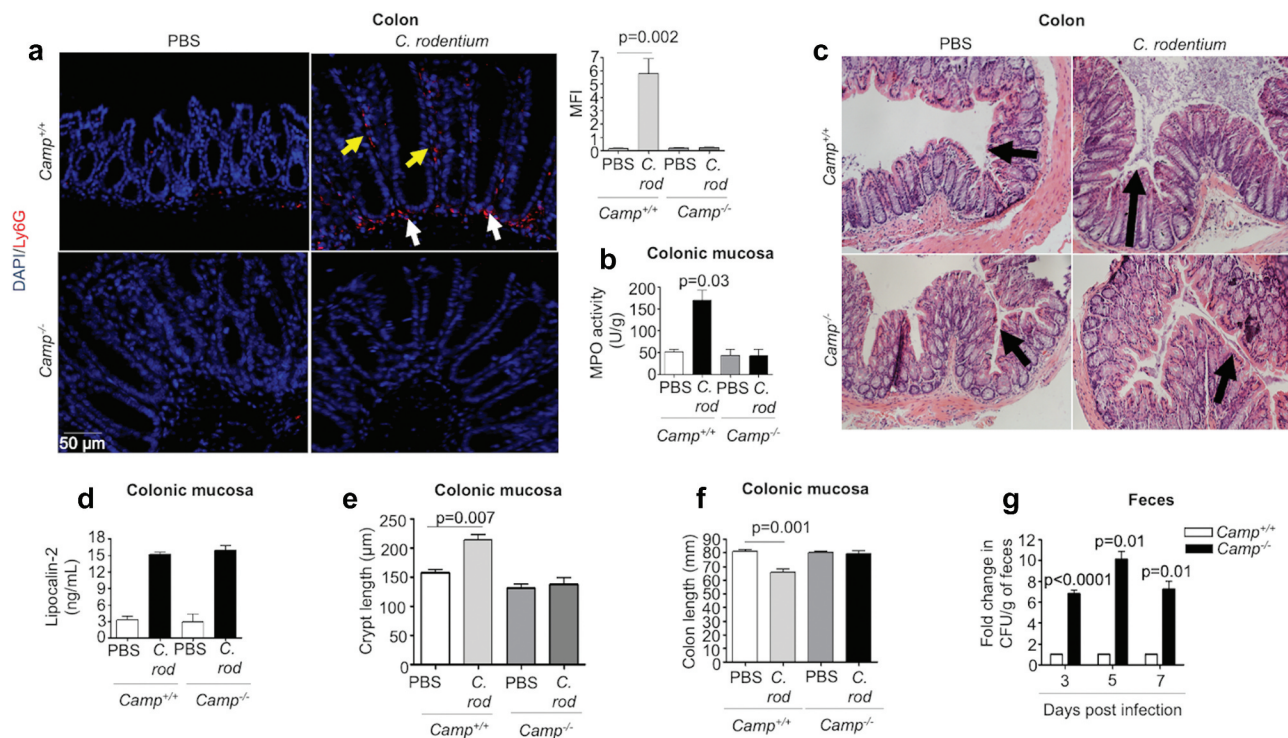 a
Colon
PBS
C. rodentium
Camp+/+
Camp-/-
DAPI/Ly6G
50 µm
p=0.002
MFI
7
6
5
4
3
2
1
0
PBS
C. rod
PBS
C. rod
Camp+/+
Camp-/-
b
Colonic mucosa
p=0.03
MPO activity
(U/g)
200
150
100
50
0
PBS
C. rod
PBS
C. rod
Camp+/+
Camp-/-
c
Colon
PBS
C. rodentium
Camp+/+
Camp-/-
d
Colonic mucosa
Lipocalin-2
ng/mL
18
15
12
9
6
3
0
PBS
C. rod
PBS
C. rod
Camp+/+
Camp-/-
e
Colonic mucosa
p=0.007
Crypt length (µm)
250
200
150
100
50
0
PBS
C. rod
PBS
C. rod
Camp+/+
Camp-/-
f
Colonic mucosa
p=0.001
Colon length (mm)
90
80
70
60
50
40
30
20
10
0
PBS
C. rod
PBS
C. rod
Camp+/+
Camp-/-
g
Feces
Camp+/+
Camp-/-
p<0.0001
p=0.01
p=0.01
Fold change in
CFU/g of feces
12
10
8
6
4
2
0
3 5 7
Days post infection